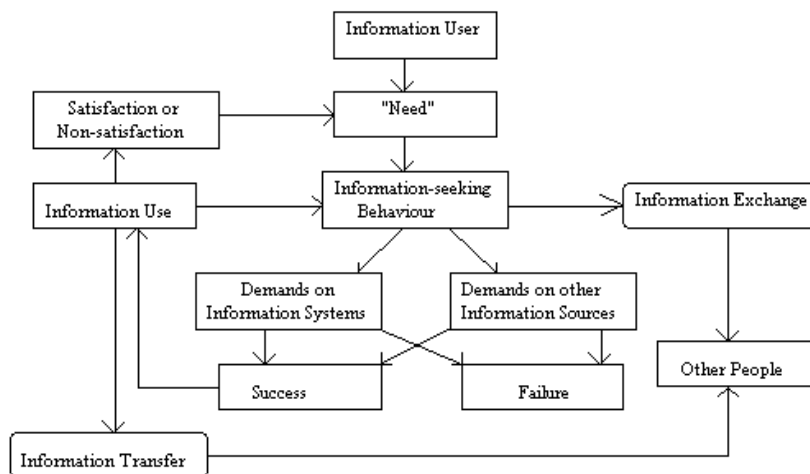 Information User
Satisfaction or
Non-satisfaction
"Need"
Information Use
Information-seeking
Behaviour
Information Exchange
Demands on
Information Systems
Demands on other
Information Sources
Success
Failure
Other People
Information Transfer